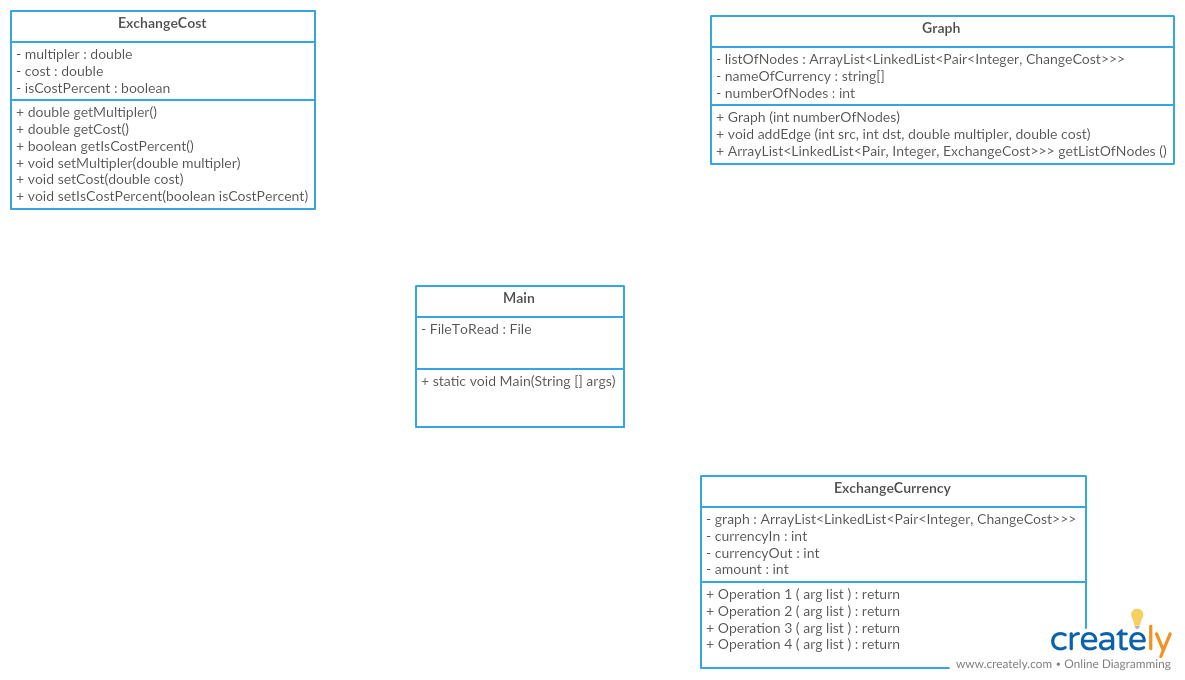 ExchangeCost
- multipler : double
- cost : double
- isCostPercent : boolean
+ double getMultipler()
+ double getCost()
+ boolean getIsCostPercent()
+ void setMultipler(double multipler)
+ void setCost(double cost)
+ void setIsCostPercent(boolean isCostPercent)
Graph
- listOfNodes : ArrayList<LinkedList<Pair<Integer, ChangeCost>>>
- nameOfCurrency : string[]
- numberOfNodes : int
+ Graph (int numberOfNodes)
+ void addEdge (int src, int dst, double multipler, double cost)
+ ArrayList<LinkedList<Pair, Integer, ExchangeCost>>> getListOfNodes ()
Main
- FileToRead : File
+ static void Main(String [] args)
ExchangeCurrency
- graph : ArrayList<LinkedList<Pair<Integer, ChangeCost>>>
- currencyIn : int
- currencyOut : int
- amount : int
+ Operation 1 ( arg list ) : return
+ Operation 2 ( arg list ) : return
+ Operation 3 ( arg list ) : return
+ Operation 4 ( arg list ) : return
creately
www.creately.com • Online Diagramming